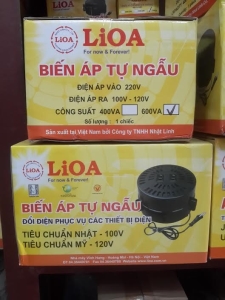 LiOA
LiOA
For now & Forever!
BIẾN ÁP TỰ NGẪU
ĐIỆN ÁP VÀO 220V
ĐIỆN ÁP RA 100V - 120V
CÔNG SUẤT 400VA 600VA
Số lượng : 1 chiếc
Sản xuất tại Việt Nam bởi Công ty TNHH Nhật Linh
LiOA
LiOA
For now & Forever!
BIẾN ÁP TỰ NGẪU
ĐỔI ĐIỆN PHỤC VỤ CÁC THIẾT BỊ ĐIỆN
TIÊU CHUẨN NHẬT - 100V
TIÊU CHUẨN MỸ - 120V